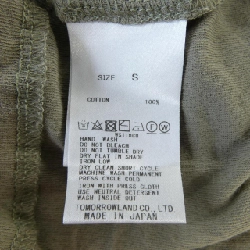 SIZE S
COTTON 100%
HAND WASH
DO NOT BLEACH
DO NOT TUMBLE DRY
DRY FLAT IN SHADE
IRON LOW
DRY CLEAN SHORT CYCLE
MACHINE WASH PERMANENT
PRESS CYCLE COLD
IRON WITH PRESS CLOTH
USE NEUTRAL DETERGENT
WASH INSIDE OUT
TOMORROWLAND CO.,LTD
MADE IN JAPAN